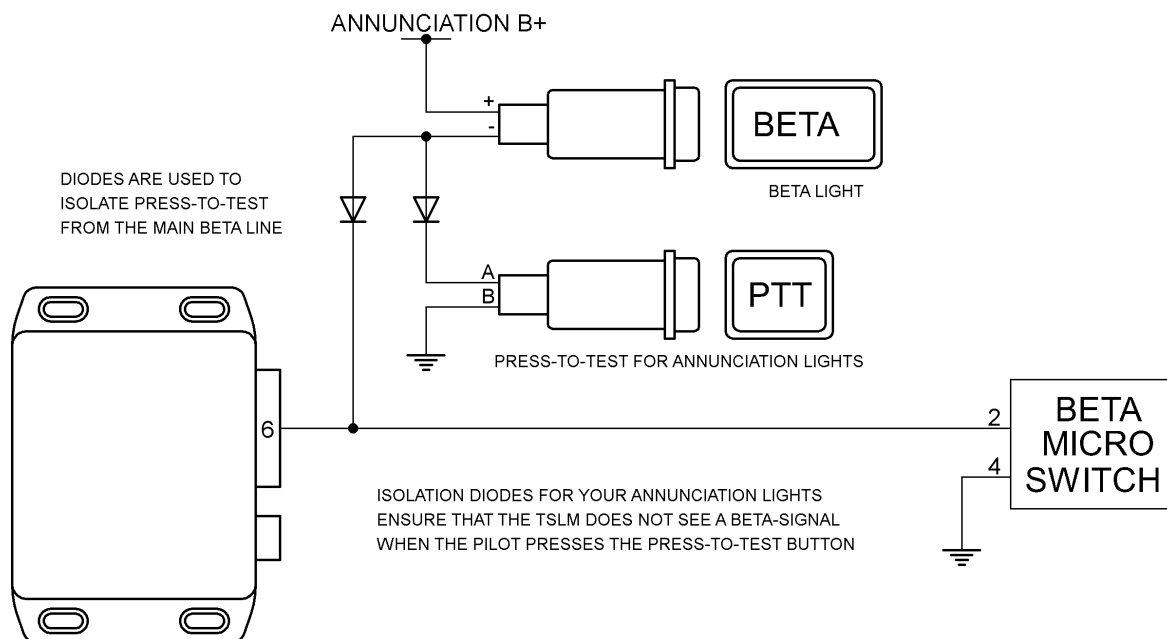 ANNUNCIATION B+
+
-
BETA
BETA LIGHT
DIODES ARE USED TO
ISOLATE PRESS-TO-TEST
FROM THE MAIN BETA LINE
A
B
PTT
PRESS-TO-TEST FOR ANNUNCIATION LIGHTS
6
2
4
BETA
MICRO
SWITCH
ISOLATION DIODES FOR YOUR ANNUNCIATION LIGHTS
ENSURE THAT THE TSLM DOES NOT SEE A BETA-SIGNAL
WHEN THE PILOT PRESSES THE PRESS-TO-TEST BUTTON